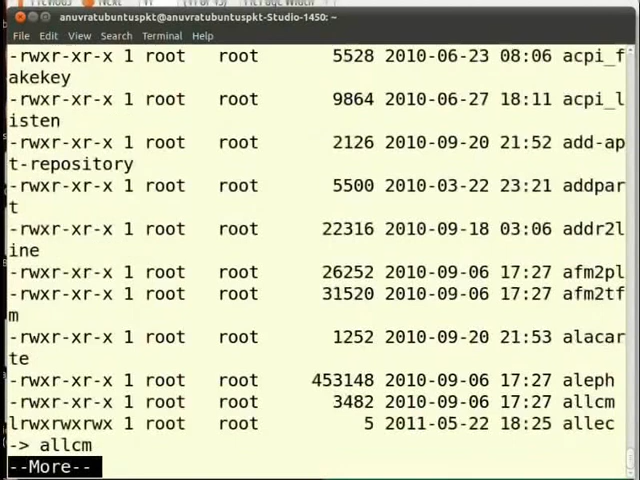 anuvratubuntuspkt@anuvratubuntuspkt-Studio-1450: ~
File Edit View Search Terminal Help
-rwxr-xr-x 1 root root 5528 2010-06-23 08:06 acpi_f
akekey
-rwxr-xr-x 1 root root 9864 2010-06-27 18:11 acpi_l
isten
-rwxr-xr-x 1 root root 2126 2010-09-20 21:52 add-ap
t-repository
-rwxr-xr-x 1 root root 5500 2010-03-22 23:21 addpar
t
-rwxr-xr-x 1 root root 22316 2010-09-18 03:06 addr2l
ine
-rwxr-xr-x 1 root root 26252 2010-09-06 17:27 afm2pl
-rwxr-xr-x 1 root root 31520 2010-09-06 17:27 afm2tf
m
-rwxr-xr-x 1 root root 1252 2010-09-20 21:53 alacar
te
-rwxr-xr-x 1 root root 453148 2010-09-06 17:27 aleph
-rwxr-xr-x 1 root root 3482 2010-09-06 17:27 allcm
lrwxrwxrwx 1 root root 5 2011-05-22 18:25 allec
-> allcm
--More--